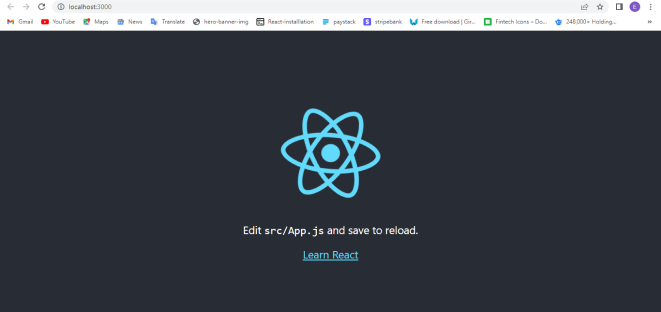 localhost:3000
Gmail YouTube Maps News Translate hero-banner-img React-installation paystack stripebank Free download | Gr... Fintech Icons – Do... 248,000+ Holding... »
E
Edit src/App.js and save to reload.
Learn React